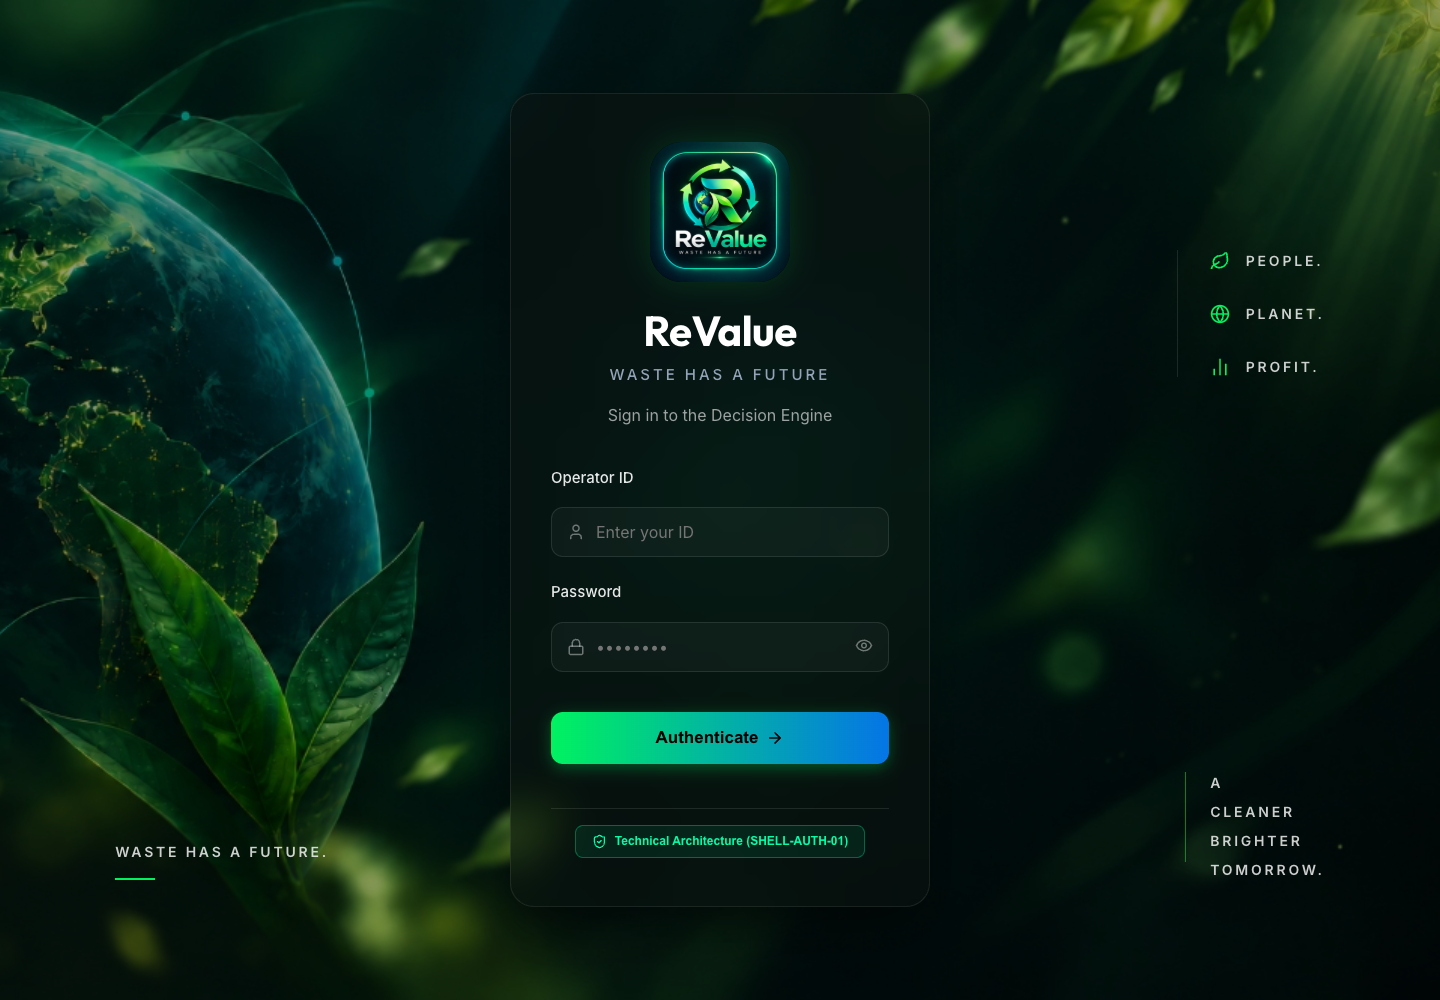 ReValue
WASTE HAS A FUTURE
ReValue
WASTE HAS A FUTURE
Sign in to the Decision Engine
Operator ID
Enter your ID
Password
••••••••
Authenticate →
Technical Architecture (SHELL-AUTH-01)
WASTE HAS A FUTURE.
PEOPLE.
PLANET.
PROFIT.
A
CLEANER
BRIGHTER
TOMORROW.